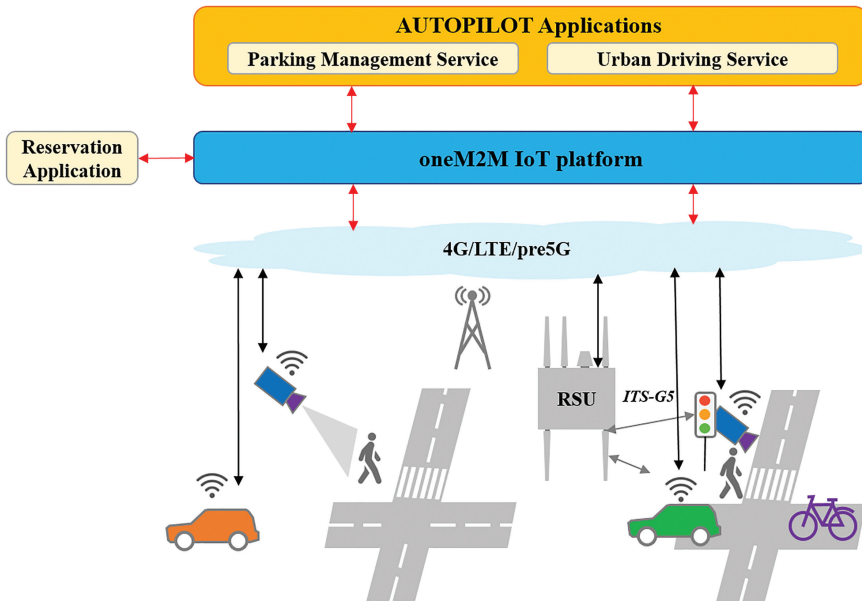 AUTOPILOT Applications
Parking Management Service
Urban Driving Service
Reservation
Application
oneM2M IoT platform
4G/LTE/pre5G
RSU
ITS-G5